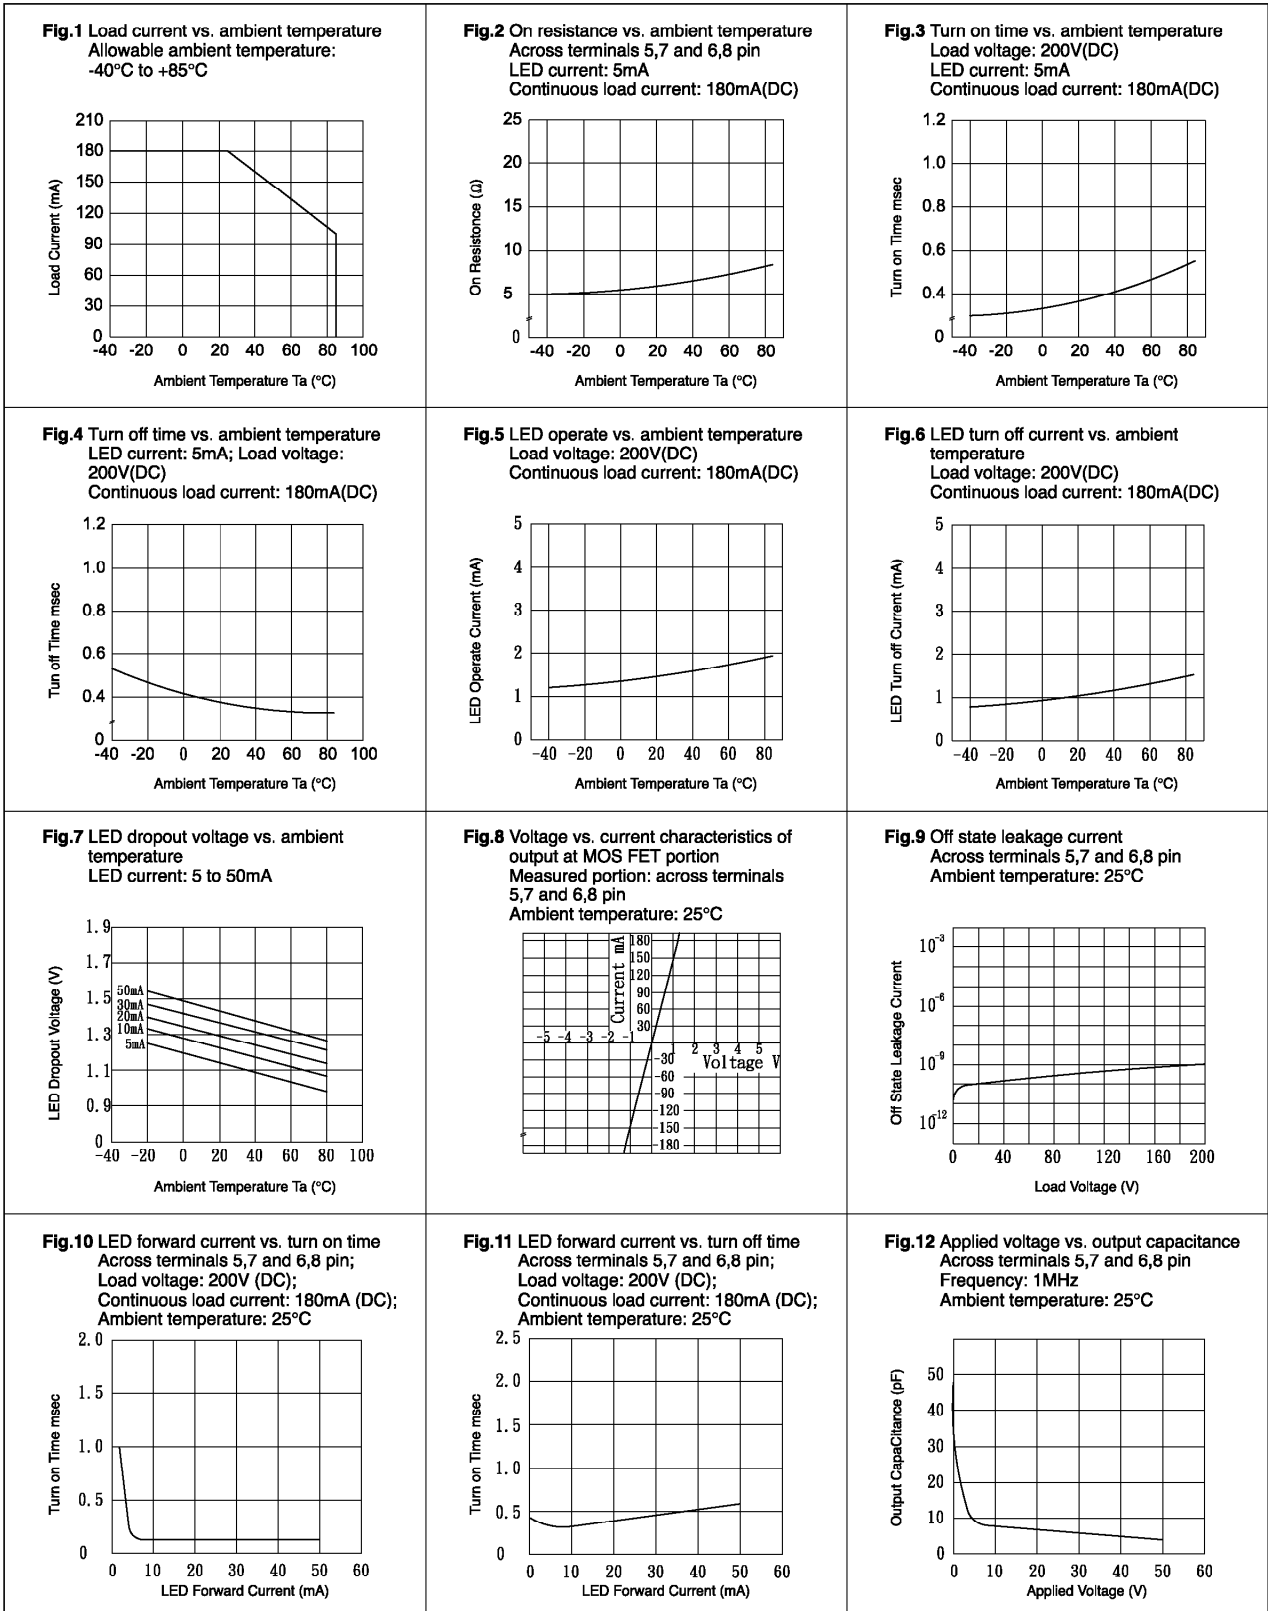 Fig.1 Load current vs. ambient temperature
Allowable ambient temperature:
-40°C to +85°C
210
180
150
120
90
60
30
0
Load Current (mA)
-40 -20 0 20 40 60 80 100
Ambient Temperature Ta (°C)
Fig.2 On resistance vs. ambient temperature
Across terminals 5,7 and 6,8 pin
LED current: 5mA
Continuous load current: 180mA(DC)
25
20
15
10
5
0
On Resistonce (Ω)
-40 -20 0 20 40 60 80
Ambient Temperature Ta (°C)
Fig.3 Turn on time vs. ambient temperature
Load voltage: 200V(DC)
LED current: 5mA
Continuous load current: 180mA(DC)
1.2
1.0
0.8
0.6
0.4
0
Turn on Time msec
-40 -20 0 20 40 60 80
Ambient Temperature Ta (°C)
Fig.4 Turn off time vs. ambient temperature
LED current: 5mA; Load voltage:
200V(DC)
Continuous load current: 180mA(DC)
1.2
1.0
0.8
0.6
0.4
0
Tun off Time msec
-40 -20 0 20 40 60 80 100
Ambient Temperature Ta (°C)
Fig.5 LED operate vs. ambient temperature
Load voltage: 200V(DC)
Continuous load current: 180mA(DC)
5
4
3
2
1
0
LED Operate Current (mA)
-40 -20 0 20 40 60 80
Ambient Temperature Ta (°C)
Fig.6 LED turn off current vs. ambient
temperature
Load voltage: 200V(DC)
Continuous load current: 180mA(DC)
5
4
3
2
1
0
LED Turn off Current (mA)
-40 -20 0 20 40 60 80
Ambient Temperature Ta (°C)
Fig.7 LED dropout voltage vs. ambient
temperature
LED current: 5 to 50mA
1.9
1.7
1.5
1.3
1.1
0.9
0
LED Dropout Voltage (V)
50mA
30mA
20mA
10mA
5mA
-40 -20 0 20 40 60 80 100
Ambient Temperature Ta (°C)
Fig.8 Voltage vs. current characteristics of
output at MOS FET portion
Measured portion: across terminals
5,7 and 6,8 pin
Ambient temperature: 25°C
Current mA
180
150
120
90
60
30
-5 -4 -3 -2 -1
1 2 3 4 5
Voltage V
-30
-60
-90
-120
-150
-180
Fig.9 Off state leakage current
Across terminals 5,7 and 6,8 pin
Ambient temperature: 25°C
10-3
10-6
10-9
10-12
Off State Leakage Current
0 40 80 120 160 200
Load Voltage (V)
Fig.10 LED forward current vs. turn on time
Across terminals 5,7 and 6,8 pin;
Load voltage: 200V (DC);
Continuous load current: 180mA (DC);
Ambient temperature: 25°C
2.0
1.5
1.0
0.5
0
Turn on Time msec
0 10 20 30 40 50 60
LED Forward Current (mA)
Fig.11 LED forward current vs. turn off time
Across terminals 5,7 and 6,8 pin;
Load voltage: 200V (DC);
Continuous load current: 180mA (DC);
Ambient temperature: 25°C
2.5
2.0
1.5
1.0
0.5
0
Turn on Time msec
0 10 20 30 40 50 60
LED Forward Current (mA)
Fig.12 Applied voltage vs. output capacitance
Across terminals 5,7 and 6,8 pin
Frequency: 1MHz
Ambient temperature: 25°C
50
40
30
20
10
0
Output CapaCitance (pF)
0 10 20 30 40 50 60
Applied Voltage (V)